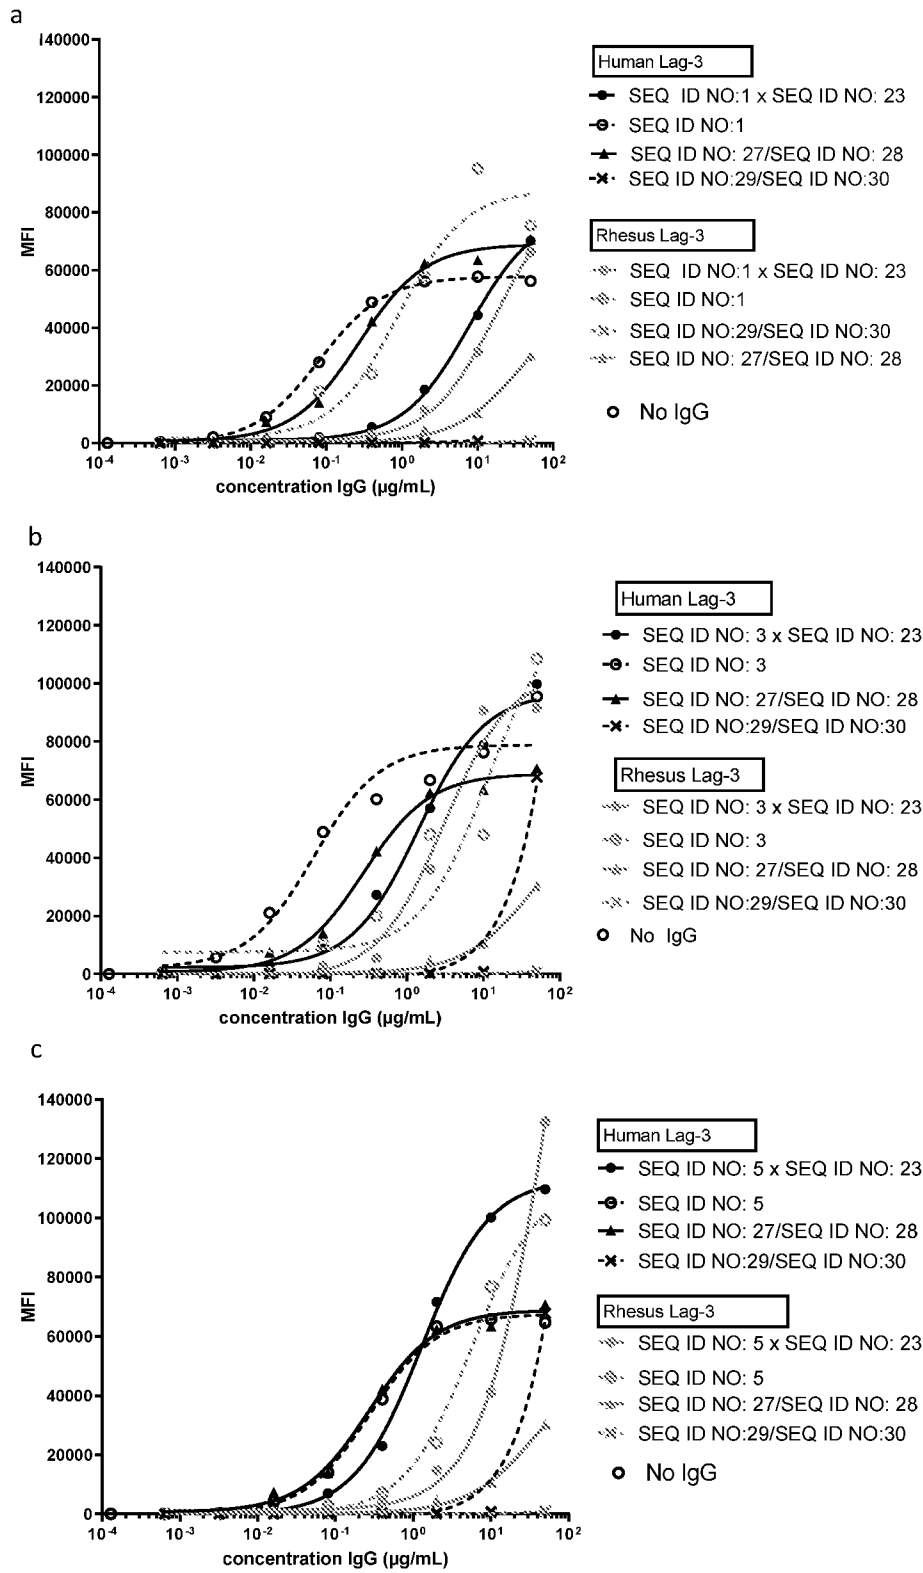 a
140000
120000
100000
80000
60000
40000
20000
0
MFI
10-4 10-3 10-2 10-1 100 101 102
concentration IgG (µg/mL)
Human Lag-3
SEQ ID NO:1 x SEQ ID NO: 23
SEQ ID NO:1
SEQ ID NO: 27/SEQ ID NO: 28
SEQ ID NO:29/SEQ ID NO:30
Rhesus Lag-3
SEQ ID NO:1 x SEQ ID NO: 23
SEQ ID NO:1
SEQ ID NO:29/SEQ ID NO:30
SEQ ID NO: 27/SEQ ID NO: 28
No IgG
b
140000
120000
100000
80000
60000
40000
20000
0
MFI
10-4 10-3 10-2 10-1 100 101 102
concentration IgG (µg/mL)
Human Lag-3
SEQ ID NO: 3 x SEQ ID NO: 23
SEQ ID NO: 3
SEQ ID NO: 27/SEQ ID NO: 28
SEQ ID NO:29/SEQ ID NO:30
Rhesus Lag-3
SEQ ID NO: 3 x SEQ ID NO: 23
SEQ ID NO: 3
SEQ ID NO: 27/SEQ ID NO: 28
SEQ ID NO:29/SEQ ID NO:30
No IgG
c
140000
120000
100000
80000
60000
40000
20000
0
MFI
10-4 10-3 10-2 10-1 100 101 102
concentration IgG (µg/mL)
Human Lag-3
SEQ ID NO: 5 x SEQ ID NO: 23
SEQ ID NO: 5
SEQ ID NO: 27/SEQ ID NO: 28
SEQ ID NO:29/SEQ ID NO:30
Rhesus Lag-3
SEQ ID NO: 5 x SEQ ID NO: 23
SEQ ID NO: 5
SEQ ID NO: 27/SEQ ID NO: 28
SEQ ID NO:29/SEQ ID NO:30
No IgG